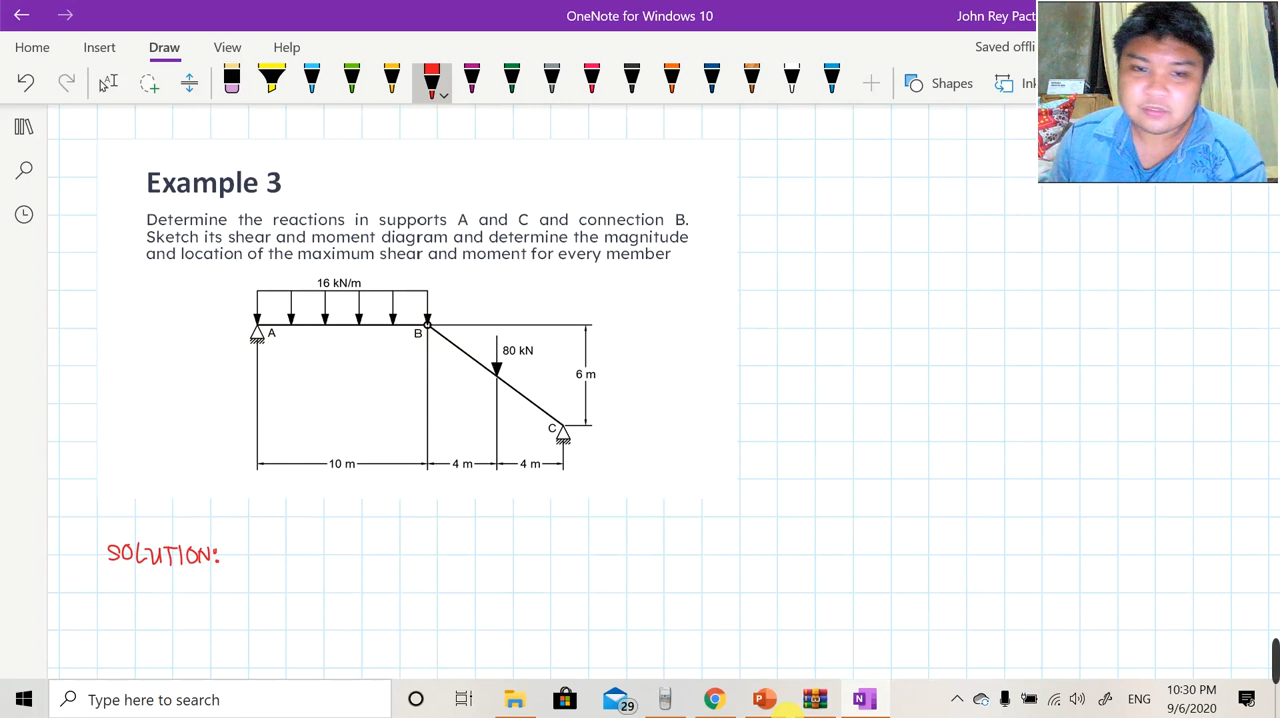 OneNote for Windows 10
John Rey Pact
Home
Insert
Draw
View
Help
Saved offli
Shapes
Ink
Example 3
Determine the reactions in supports A and C and connection B.
Sketch its shear and moment diagram and determine the magnitude
and location of the maximum shear and moment for every member
16 kN/m
A
B
80 kN
6 m
C
10 m
4 m
4 m
SOLUTION:
Type here to search
29
ENG
10:30 PM
9/6/2020